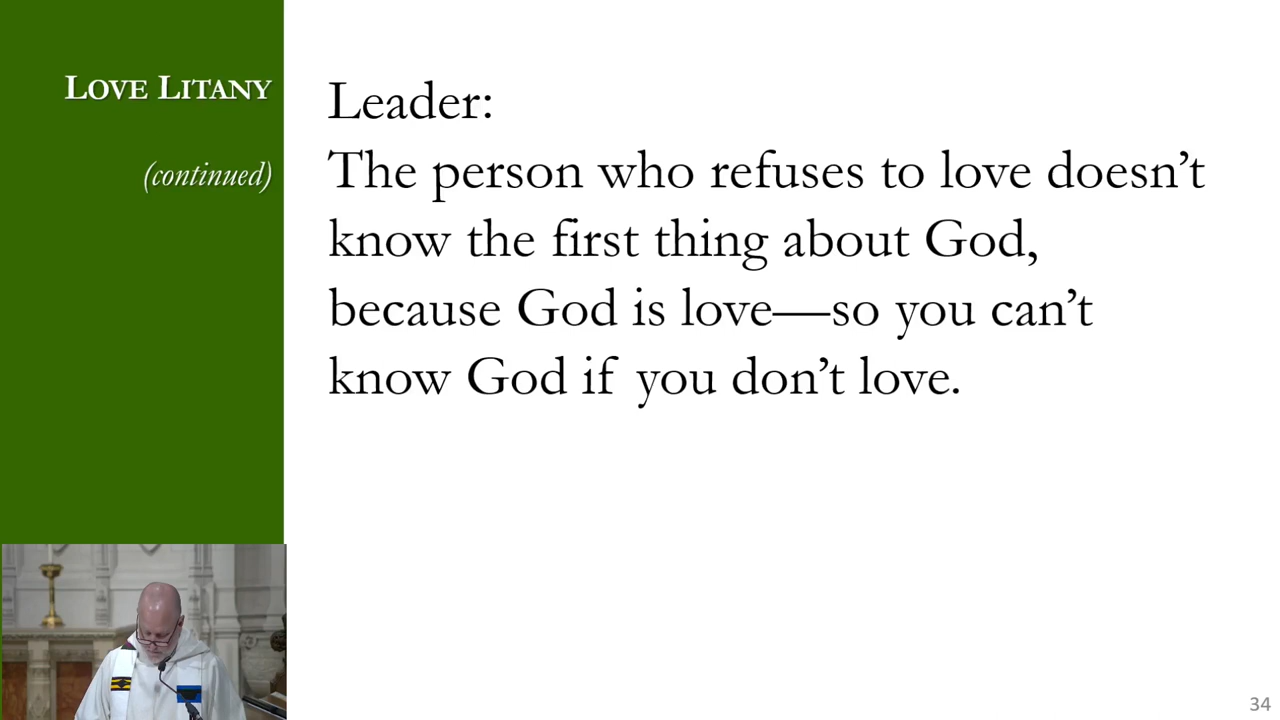 LOVE LITANY
(continued)
Leader:
The person who refuses to love doesn’t
know the first thing about God,
because God is love—so you can’t
know God if you don’t love.
34